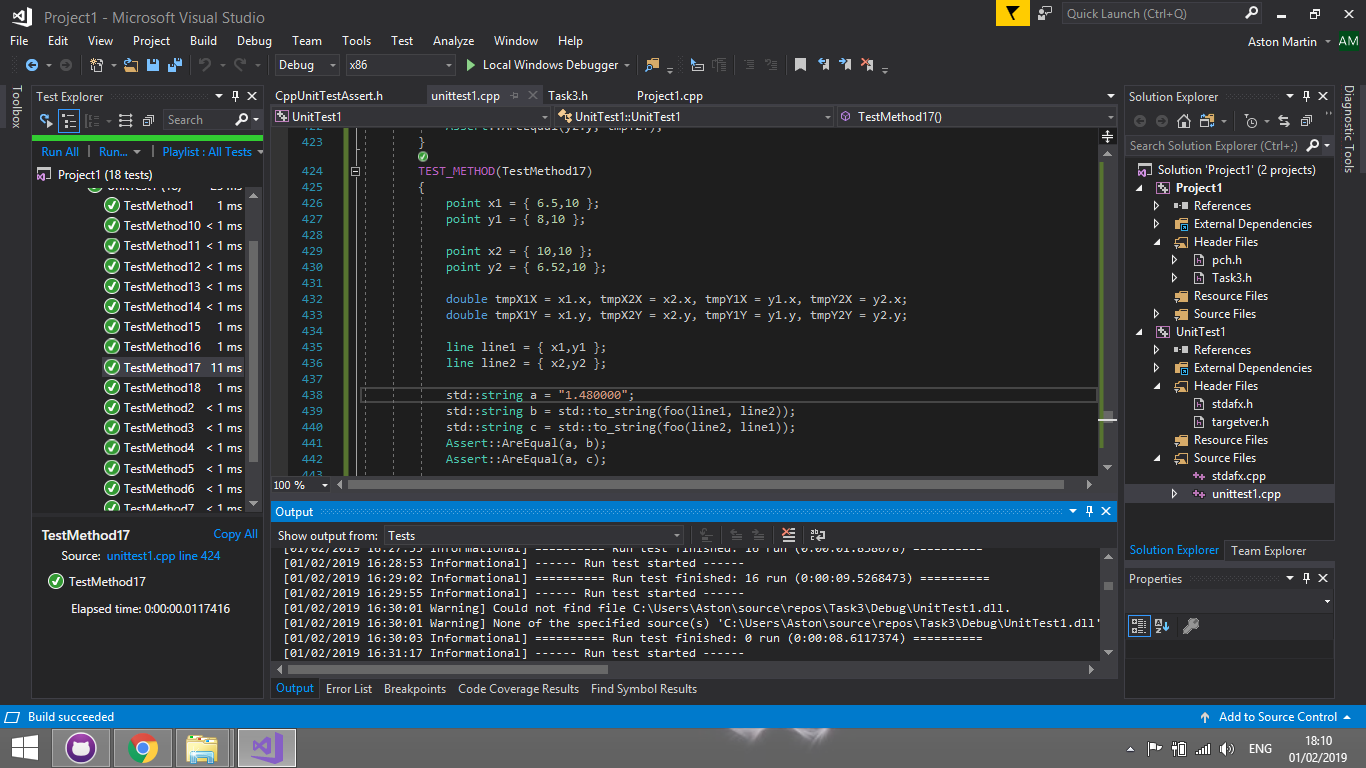 Project1 - Microsoft Visual Studio
Quick Launch (Ctrl+Q)
File Edit View Project Build Debug Team Tools Test Analyze Window Help
Aston Martin AM
Debug x86 Local Windows Debugger
Toolbox
Test Explorer
Search
Run All | Run... | Playlist : All Tests
Project1 (18 tests)
TestMethod1 1 ms
TestMethod10 < 1 ms
TestMethod11 < 1 ms
TestMethod12 < 1 ms
TestMethod13 < 1 ms
TestMethod14 < 1 ms
TestMethod15 1 ms
TestMethod16 1 ms
TestMethod17 11 ms
TestMethod18 1 ms
TestMethod2 < 1 ms
TestMethod3 < 1 ms
TestMethod4 < 1 ms
TestMethod5 < 1 ms
TestMethod6 < 1 ms
TestMethod7 < 1 ms
TestMethod17 Copy All
Source: unittest1.cpp line 424
TestMethod17
Elapsed time: 0:00:00.0117416
CppUnitTestAssert.h unittest1.cpp Task3.h Project1.cpp
UnitTest1 UnitTest1::UnitTest1 TestMethod17()
423 }
424 TEST_METHOD(TestMethod17)
425 {
426 point x1 = { 6.5,10 };
427 point y1 = { 8,10 };
428
429 point x2 = { 10,10 };
430 point y2 = { 6.52,10 };
431
432 double tmpX1X = x1.x, tmpX2X = x2.x, tmpY1X = y1.x, tmpY2X = y2.x;
433 double tmpX1Y = x1.y, tmpX2Y = x2.y, tmpY1Y = y1.y, tmpY2Y = y2.y;
434
435 line line1 = { x1,y1 };
436 line line2 = { x2,y2 };
437
438 std::string a = "1.480000";
439 std::string b = std::to_string(foo(line1, line2));
440 std::string c = std::to_string(foo(line2, line1));
441 Assert::AreEqual(a, b);
442 Assert::AreEqual(a, c);
100 %
Output
Show output from: Tests
[01/02/2019 16:28:53 Informational] ------ Run test started ------
[01/02/2019 16:29:02 Informational] ========== Run test finished: 16 run (0:00:09.5268473) ==========
[01/02/2019 16:29:55 Informational] ------ Run test started ------
[01/02/2019 16:30:01 Warning] Could not find file C:\Users\Aston\source\repos\Task3\Debug\UnitTest1.dll.
[01/02/2019 16:30:01 Warning] None of the specified source(s) 'C:\Users\Aston\source\repos\Task3\Debug\UnitTest1.dll'
[01/02/2019 16:30:03 Informational] ========== Run test finished: 0 run (0:00:08.6117374) ==========
[01/02/2019 16:31:17 Informational] ------ Run test started ------
Output Error List Breakpoints Code Coverage Results Find Symbol Results
Solution Explorer
Search Solution Explorer (Ctrl+;)
Solution 'Project1' (2 projects)
Project1
References
External Dependencies
Header Files
pch.h
Task3.h
Resource Files
Source Files
UnitTest1
References
External Dependencies
Header Files
stdafx.h
targetver.h
Resource Files
Source Files
stdafx.cpp
unittest1.cpp
Solution Explorer Team Explorer
Properties
Diagnostic Tools
Build succeeded
Add to Source Control
ENG
18:10
01/02/2019